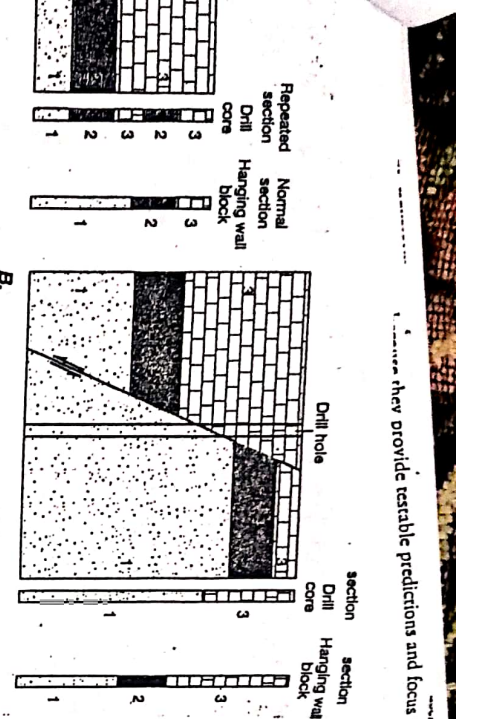 because they provide testable predictions and focus
Repeated
section
Drill
core
3
2
3
2
1
Normal
section
Hanging wall
block
3
2
1
Drill hole
3
1
3
1
section
Drill
core
3
1
section
Hanging wal
block
3
2
1
B.